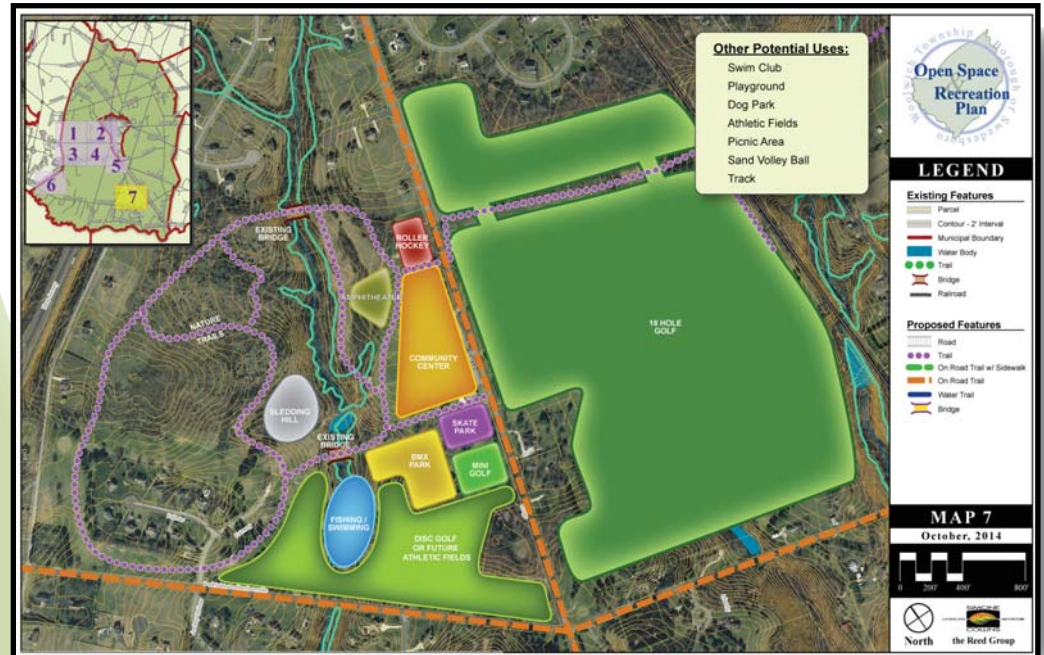 1 2
3 4
5
6
7
Other Potential Uses:
Swim Club
Playground
Dog Park
Athletic Fields
Picnic Area
Sand Volley Ball
Track
EXISTING
BRIDGE
ROLLER
HOCKEY
AMPHITHEATER
NATURE
TRAILS
COMMUNITY
CENTER
18 HOLE
GOLF
SLEDDING
HILL
EXISTING
BRIDGE
SKATE
PARK
BMX
PARK
MINI
GOLF
FISHING /
SWIMMING
DISC GOLF
OR FUTURE
ATHLETIC FIELDS
Woolwich Township
Borough of Swedesboro
Open Space
&
Recreation
Plan
LEGEND
Existing Features
Parcel
Contour - 2' Interval
Municipal Boundary
Water Body
Trail
Bridge
Railroad
Proposed Features
Road
Trail
On Road Trail w/ Sidewalk
On Road Trail
Water Trail
Bridge
MAP 7
October, 2014
0 200' 400' 800'
North
SIMONE
COLLINS
the Reed Group